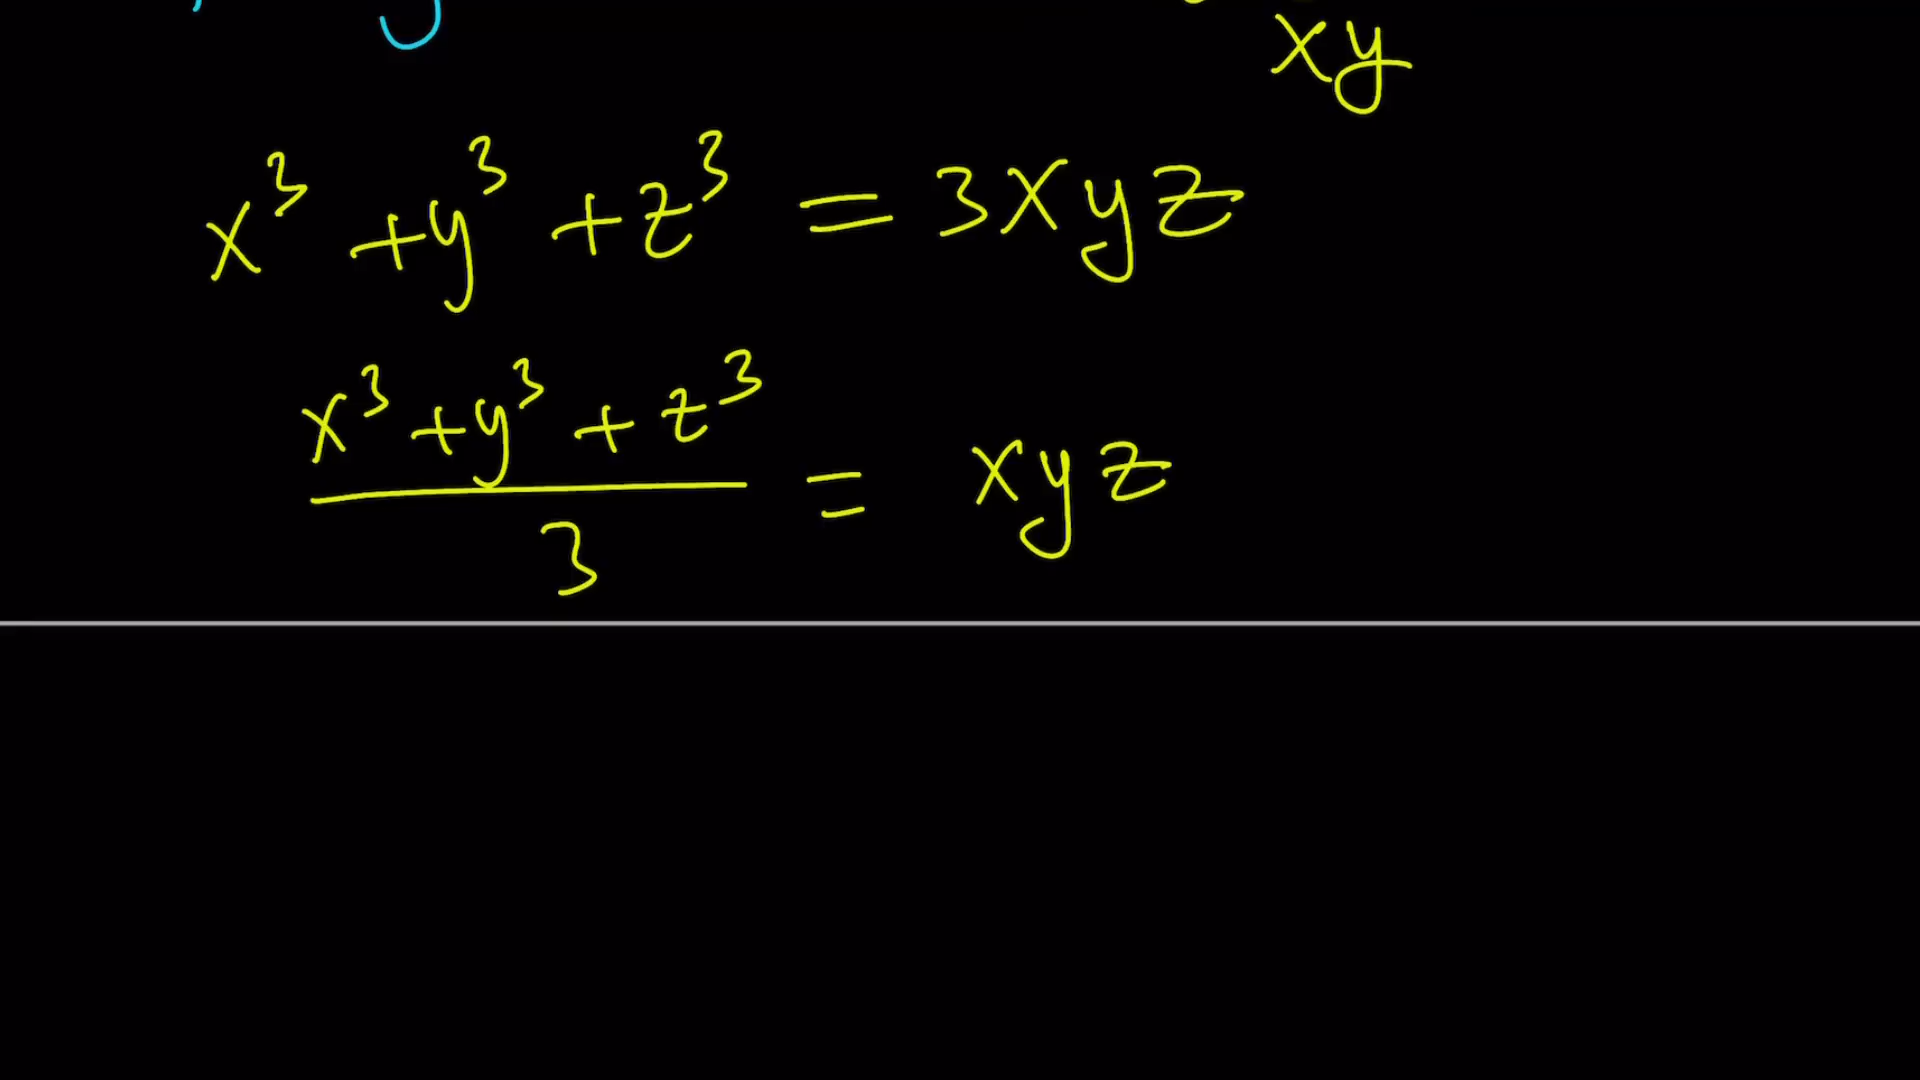 xy
x³ + y³ + z³ = 3xyz
x³ + y³ + z³
= xyz
3